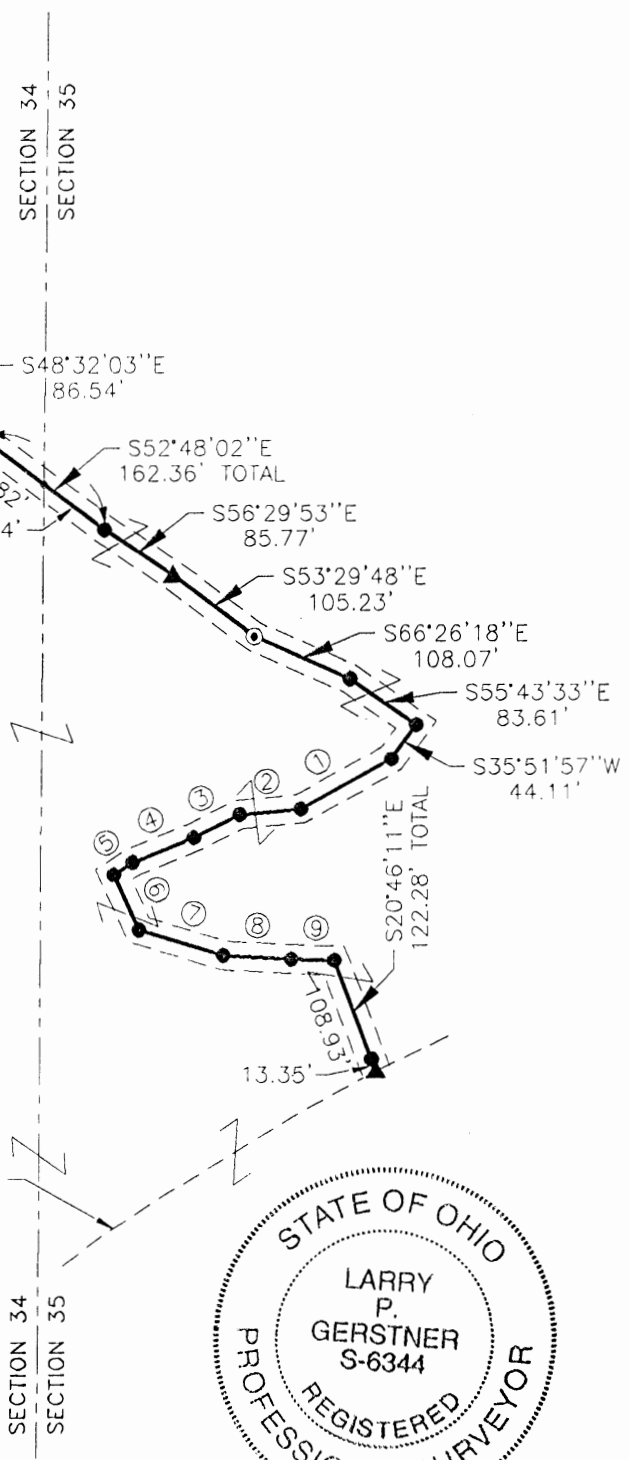 SECTION 34
SECTION 35
S48°32'03"E
86.54'
S52°48'02"E
162.36' TOTAL
82'
4'
S56°29'53"E
85.77'
S53°29'48"E
105.23'
S66°26'18"E
108.07'
S55°43'33"E
83.61'
S35°51'57"W
44.11'
①
②
③
④
⑤
⑥
⑦
⑧
⑨
S20°46'11"E
122.28' TOTAL
108.93'
13.35'
SECTION 34
SECTION 35
STATE OF OHIO
LARRY
P.
GERSTNER
S-6344
REGISTERED